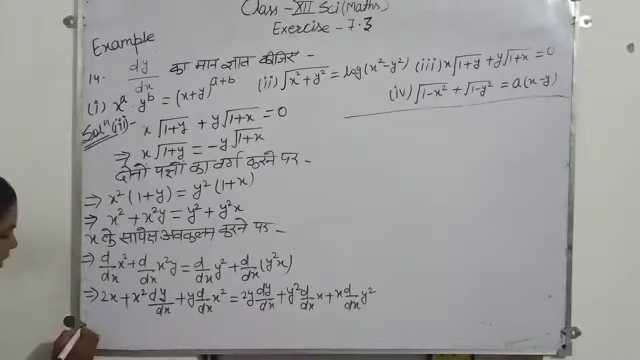 Class - XII Sci (Maths)
Exercise - 7.3
Example
14. dy/dx का मान ज्ञात कीजिए -
(i) x^a . y^b = (x+y)^(a+b) (ii) √(x²+y²) = log(x²-y²) (iii) x√(1+y) + y√(1+x) = 0
(iv) √(1-x²) + √(1-y²) = a(x-y)
Solⁿ (iii) - x√(1+y) + y√(1+x) = 0
⇒ x√(1+y) = -y√(1+x)
दोनों पक्षों का वर्ग करने पर -
⇒ x²(1+y) = y²(1+x)
⇒ x² + x²y = y² + y²x
x के सापेक्ष अवकलन करने पर -
⇒ d/dx x² + d/dx x²y = d/dx y² + d/dx (y²x)
⇒ 2x + x² dy/dx + y d/dx x² = 2y dy/dx + y² d/dx x + x d/dx y²